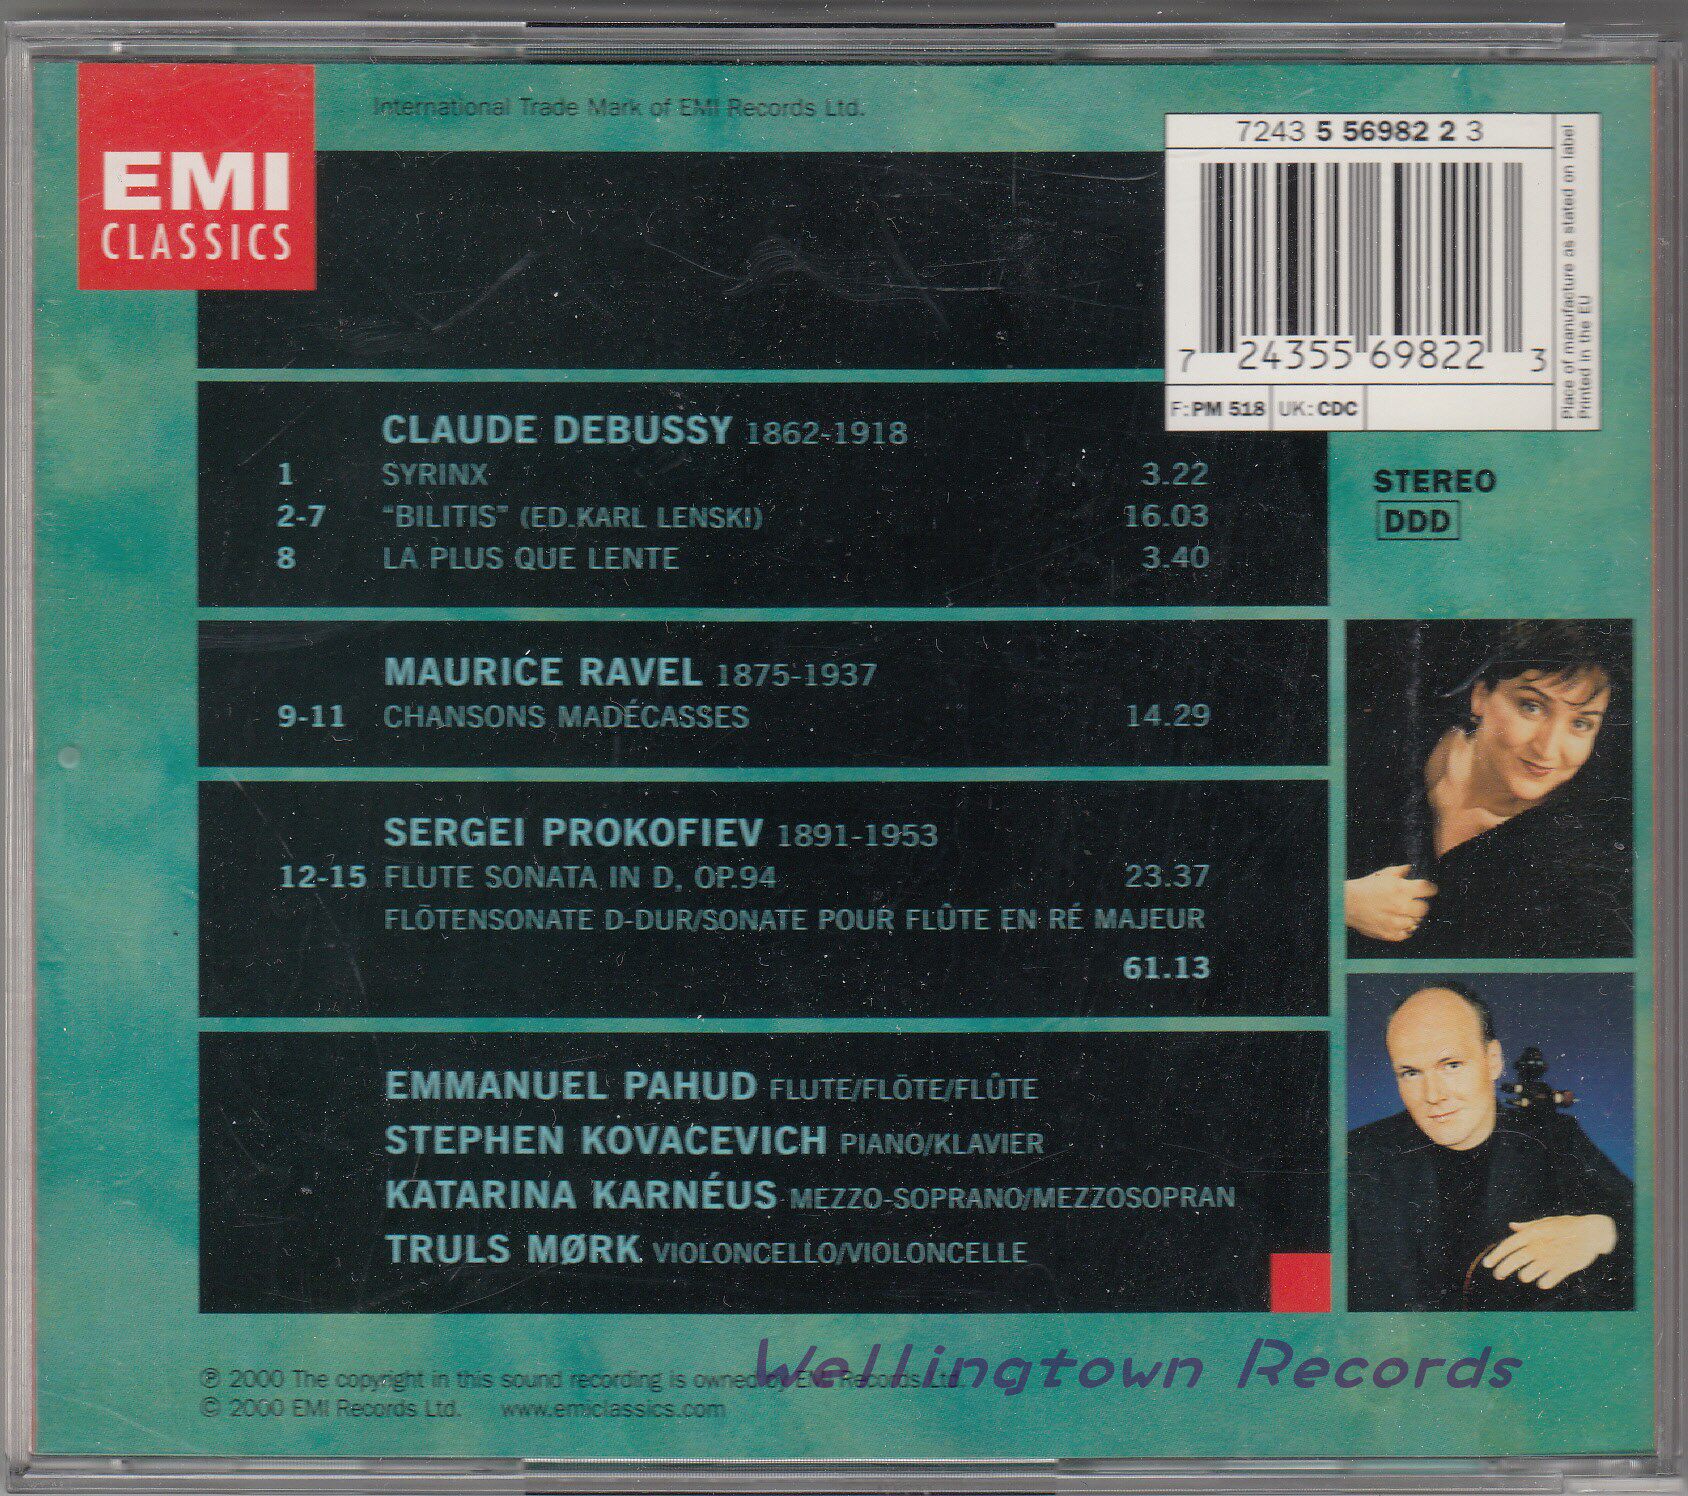 EMI
CLASSICS
International Trade Mark of EMI Records Ltd.
7243 5 56982 2 3
7 24355 69822 3
F:PM 518 UK:CDC
Place of manufacture as stated on label
Printed in the EU
STEREO
DDD
CLAUDE DEBUSSY 1862-1918
1 SYRINX 3.22
2-7 “BILITIS” (ED.KARL LENSKI) 16.03
8 LA PLUS QUE LENTE 3.40
MAURICE RAVEL 1875-1937
9-11 CHANSONS MADÉCASSES 14.29
SERGEI PROKOFIEV 1891-1953
12-15 FLUTE SONATA IN D, OP.94 23.37
FLÖTENSONATE D-DUR/SONATE POUR FLÛTE EN RÉ MAJEUR
61.13
EMMANUEL PAHUD FLUTE/FLÖTE/FLÛTE
STEPHEN KOVACEVICH PIANO/KLAVIER
KATARINA KARNÉUS MEZZO-SOPRANO/MEZZOSOPRAN
TRULS MØRK VIOLONCELLO/VIOLONCELLE
Wellingtown Records
℗ 2000 The copyright in this sound recording is owned by EMI Records Ltd.
© 2000 EMI Records Ltd. www.emiclassics.com